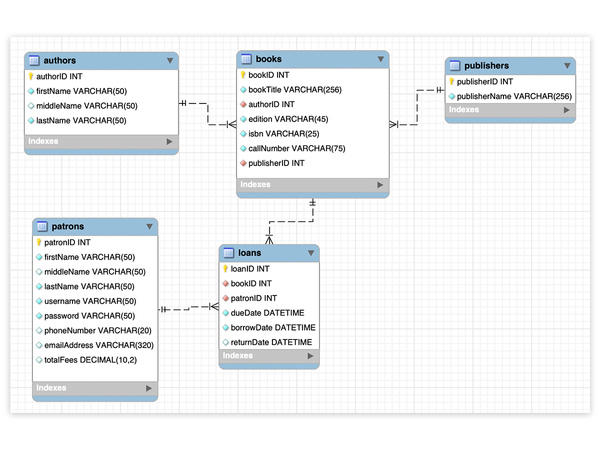 authors
authorID INT
firstName VARCHAR(50)
middleName VARCHAR(50)
lastName VARCHAR(50)
Indexes
books
bookID INT
bookTitle VARCHAR(256)
authorID INT
edition VARCHAR(45)
isbn VARCHAR(25)
callNumber VARCHAR(75)
publisherID INT
Indexes
publishers
publisherID INT
publisherName VARCHAR(256)
Indexes
patrons
patronID INT
firstName VARCHAR(50)
middleName VARCHAR(50)
lastName VARCHAR(50)
username VARCHAR(50)
password VARCHAR(50)
phoneNumber VARCHAR(20)
emailAddress VARCHAR(320)
totalFees DECIMAL(10,2)
Indexes
loans
loanID INT
bookID INT
patronID INT
dueDate DATETIME
borrowDate DATETIME
returnDate DATETIME
Indexes